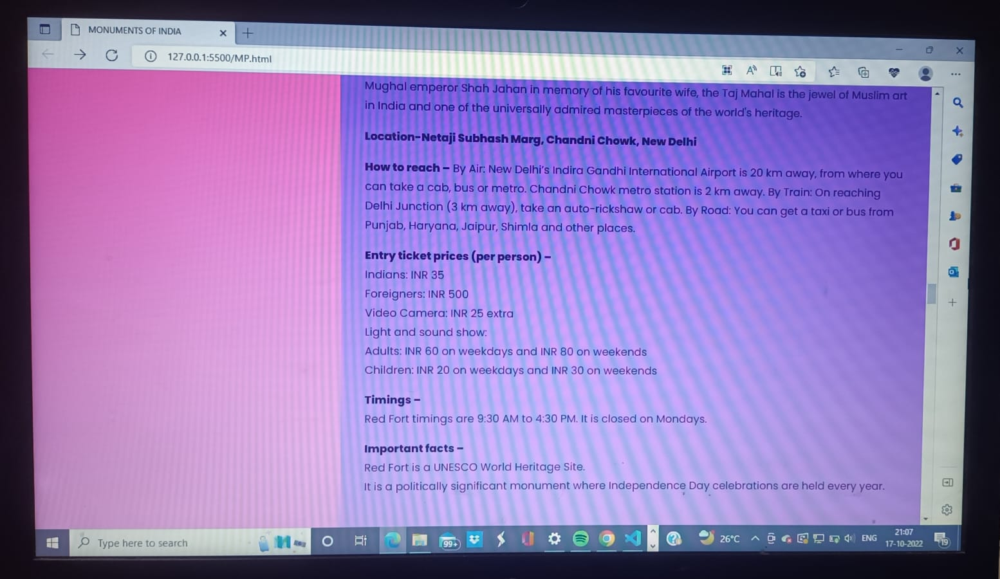 MONUMENTS OF INDIA
127.0.0.1:5500/MP.html
Mughal emperor Shah Jahan in memory of his favourite wife, the Taj Mahal is the jewel of Muslim art
in India and one of the universally admired masterpieces of the world's heritage.
Location-Netaji Subhash Marg, Chandni Chowk, New Delhi
How to reach – By Air: New Delhi's Indira Gandhi International Airport is 20 km away, from where you
can take a cab, bus or metro. Chandni Chowk metro station is 2 km away. By Train: On reaching
Delhi Junction (3 km away), take an auto-rickshaw or cab. By Road: You can get a taxi or bus from
Punjab, Haryana, Jaipur, Shimla and other places.
Entry ticket prices (per person) –
Indians: INR 35
Foreigners: INR 500
Video Camera: INR 25 extra
Light and sound show:
Adults: INR 60 on weekdays and INR 80 on weekends
Children: INR 20 on weekdays and INR 30 on weekends
Timings –
Red Fort timings are 9:30 AM to 4:30 PM. It is closed on Mondays.
Important facts –
Red Fort is a UNESCO World Heritage Site.
It is a politically significant monument where Independence Day celebrations are held every year.
Type here to search
99+
26°C
ENG
21:07
17-10-2022
19